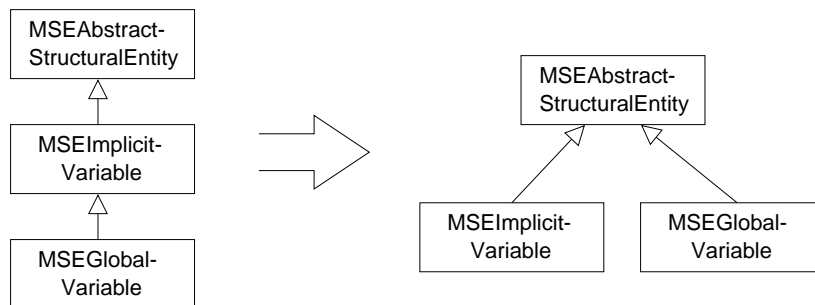 MSEAbstract-
StructuralEntity
MSEImplicit-
Variable
MSEGlobal-
Variable
MSEAbstract-
StructuralEntity
MSEImplicit-
Variable
MSEGlobal-
Variable